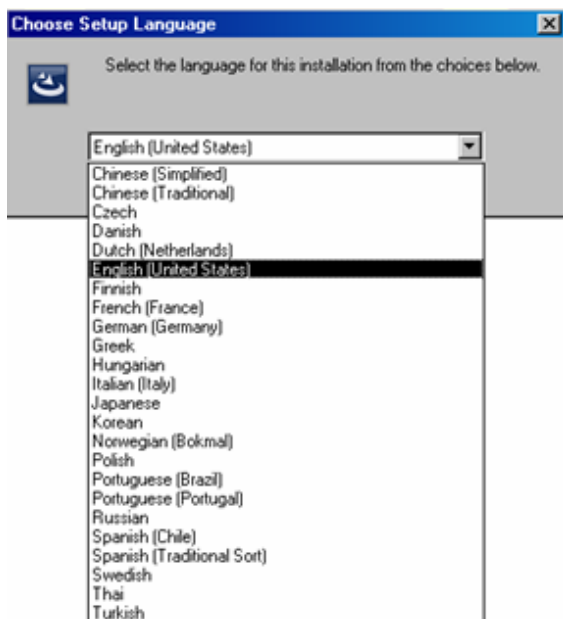 Choose Setup Language
Select the language for this installation from the choices below.
English (United States)
Chinese (Simplified)
Chinese (Traditional)
Czech
Danish
Dutch (Netherlands)
English (United States)
Finnish
French (France)
German (Germany)
Greek
Hungarian
Italian (Italy)
Japanese
Korean
Norwegian (Bokmal)
Polish
Portuguese (Brazil)
Portuguese (Portugal)
Russian
Spanish (Chile)
Spanish (Traditional Sort)
Swedish
Thai
Turkish